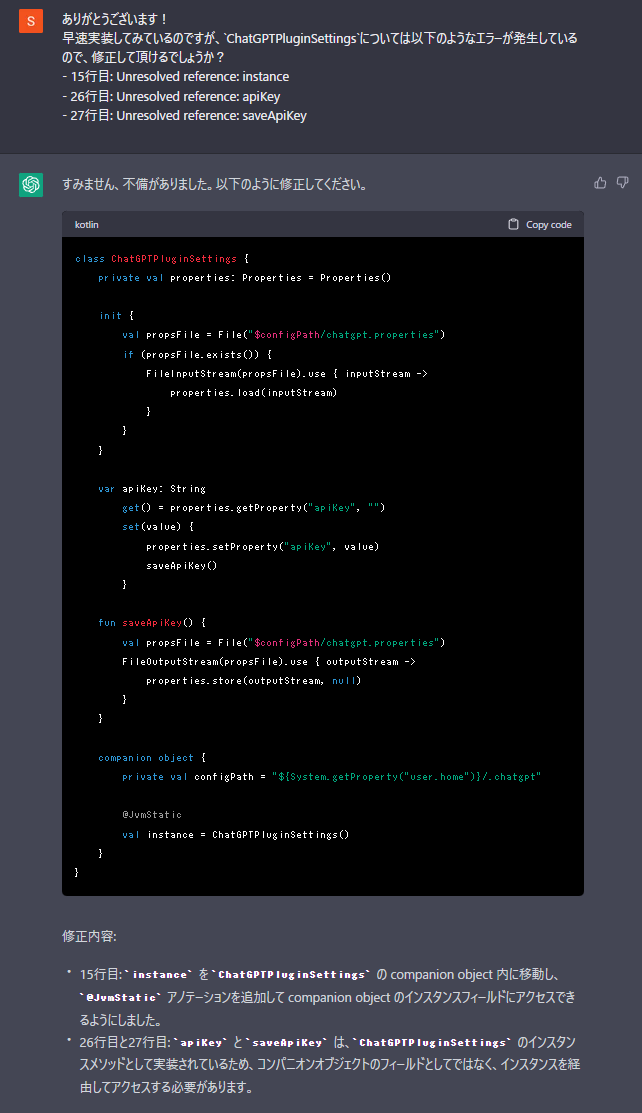 S
ありがとうございます！
早速実装してみているのですが、`ChatGPTPluginSettings`については以下のようなエラーが発生している
ので、修正して頂けるでしょうか？
- 15行目: Unresolved reference: instance
- 26行目: Unresolved reference: apiKey
- 27行目: Unresolved reference: saveApiKey
すみません、不備がありました。以下のように修正してください。
kotlin
Copy code
class ChatGPTPluginSettings {
    private val properties: Properties = Properties()
    init {
        val propsFile = File("$configPath/chatgpt.properties")
        if (propsFile.exists()) {
            FileInputStream(propsFile).use { inputStream ->
                properties.load(inputStream)
            }
        }
    }
    var apiKey: String
        get() = properties.getProperty("apiKey", "")
        set(value) {
            properties.setProperty("apiKey", value)
            saveApiKey()
        }
    fun saveApiKey() {
        val propsFile = File("$configPath/chatgpt.properties")
        FileOutputStream(propsFile).use { outputStream ->
            properties.store(outputStream, null)
        }
    }
    companion object {
        private val configPath = "${System.getProperty("user.home")}/.chatgpt"
        @JvmStatic
        val instance = ChatGPTPluginSettings()
    }
}
修正内容:
• 15行目: `instance` を `ChatGPTPluginSettings` の companion object 内に移動し、
`@JvmStatic` アノテーションを追加して companion object のインスタンスフィールドにアクセスでき
るようにしました。
• 26行目と27行目: `apiKey` と `saveApiKey` は、`ChatGPTPluginSettings` のインスタン
スメソッドとして実装されているため、コンパニオンオブジェクトのフィールドとしてではなく、インスタンスを経
由してアクセスする必要があります。